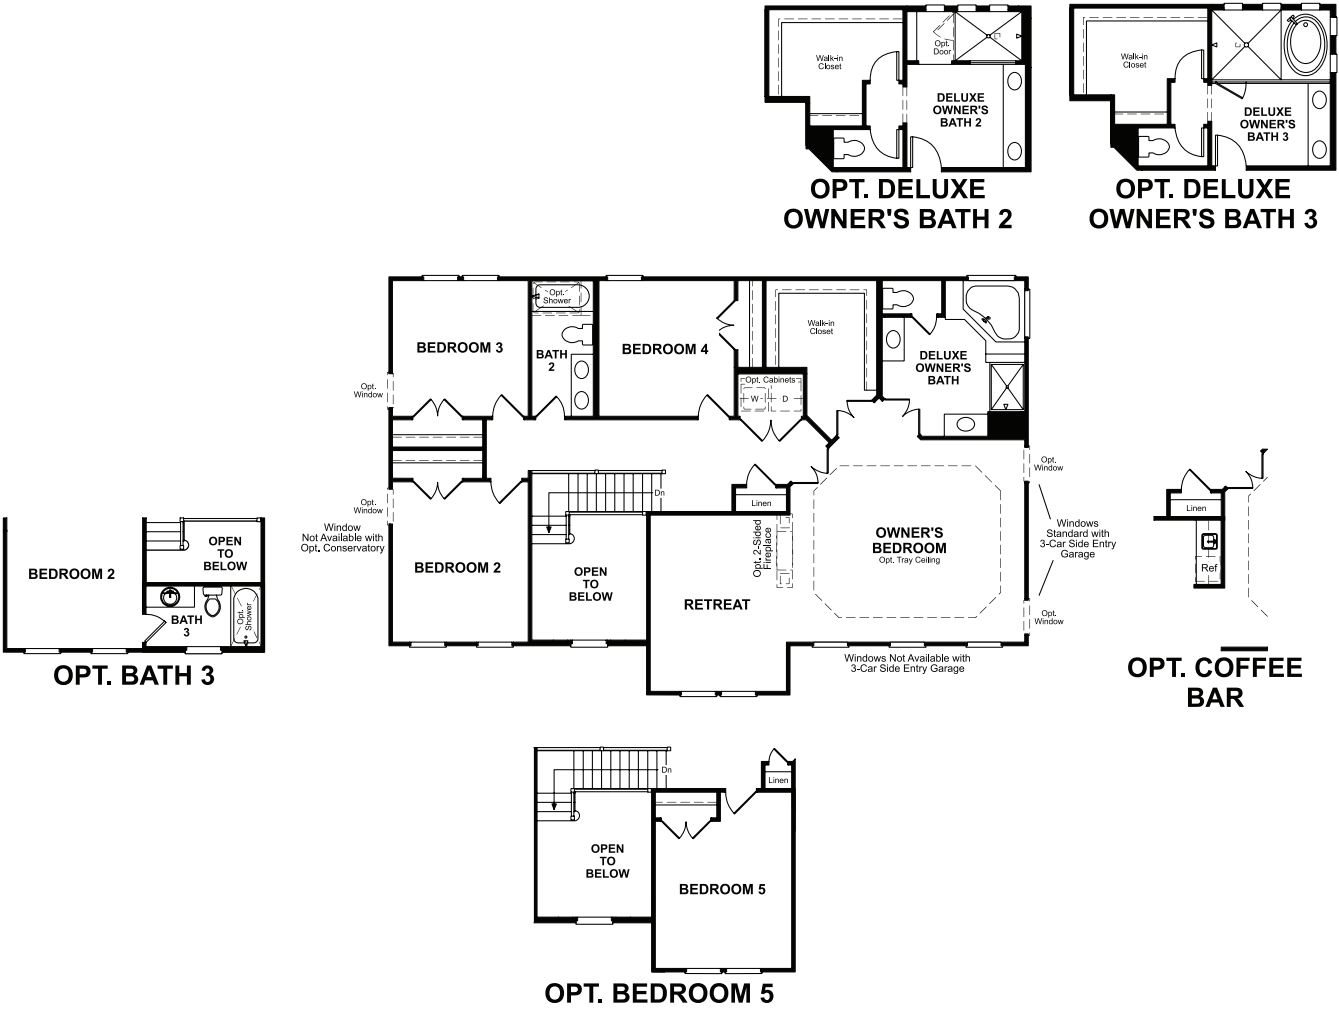 Walk-in
Closet
Opt.
Door
DELUXE
OWNER'S
BATH 2
OPT. DELUXE
OWNER'S BATH 2
Walk-in
Closet
DELUXE
OWNER'S
BATH 3
OPT. DELUXE
OWNER'S BATH 3
BEDROOM 3
Opt.
Shower
BATH
2
BEDROOM 4
Walk-in
Closet
DELUXE
OWNER'S
BATH
Opt. Cabinets
W
D
Opt.
Window
Opt.
Window
Window
Not Available with
Opt. Conservatory
BEDROOM 2
Dn
OPEN
TO
BELOW
Linen
Opt. 2-Sided
Fireplace
RETREAT
OWNER'S
BEDROOM
Opt. Tray Ceiling
Opt.
Window
Windows
Standard with
3-Car Side Entry
Garage
Opt.
Window
Windows Not Available with
3-Car Side Entry Garage
BEDROOM 2
OPEN
TO
BELOW
BATH
3
Opt.
Shower
OPT. BATH 3
Linen
Ref
OPT. COFFEE
BAR
Dn
Linen
OPEN
TO
BELOW
BEDROOM 5
OPT. BEDROOM 5